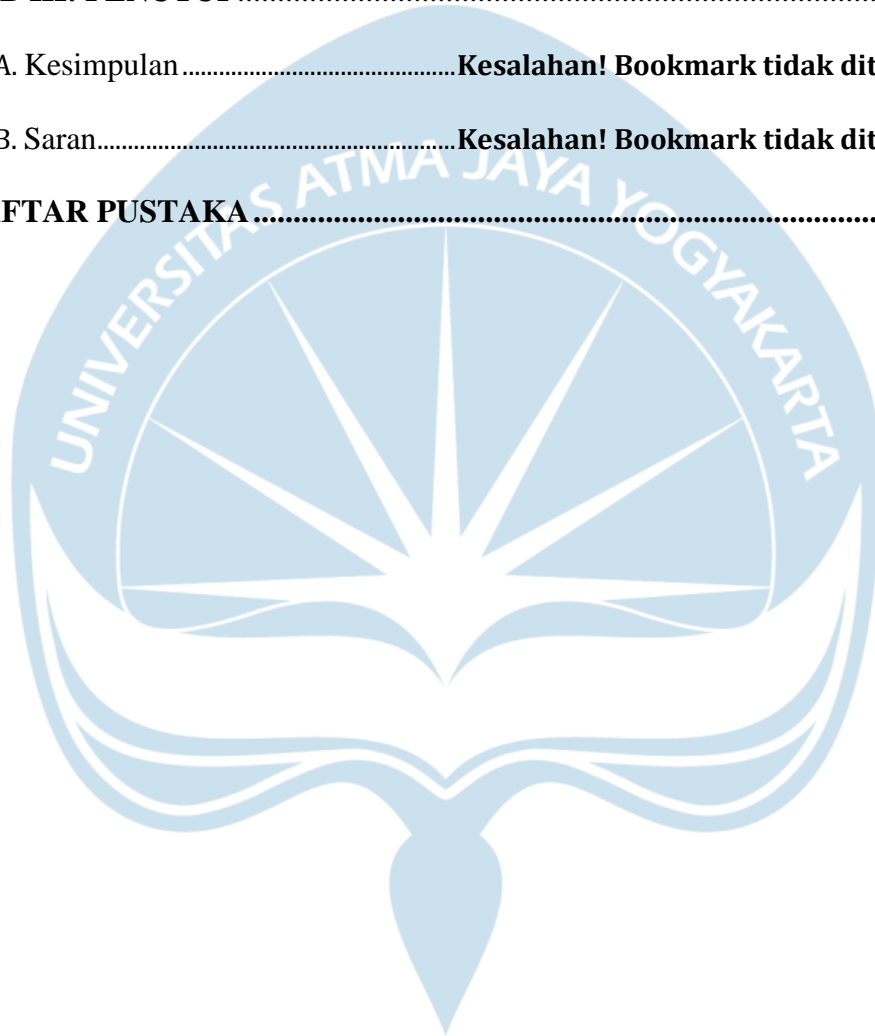 A. Kesimpulan..........................................Kesalahan! Bookmark tidak dit
B. Saran.......................................................Kesalahan! Bookmark tidak dit
FTAR PUSTAKA...................................................................................
UNIVERSITAS ATMA JAYA YOGYAKARTA